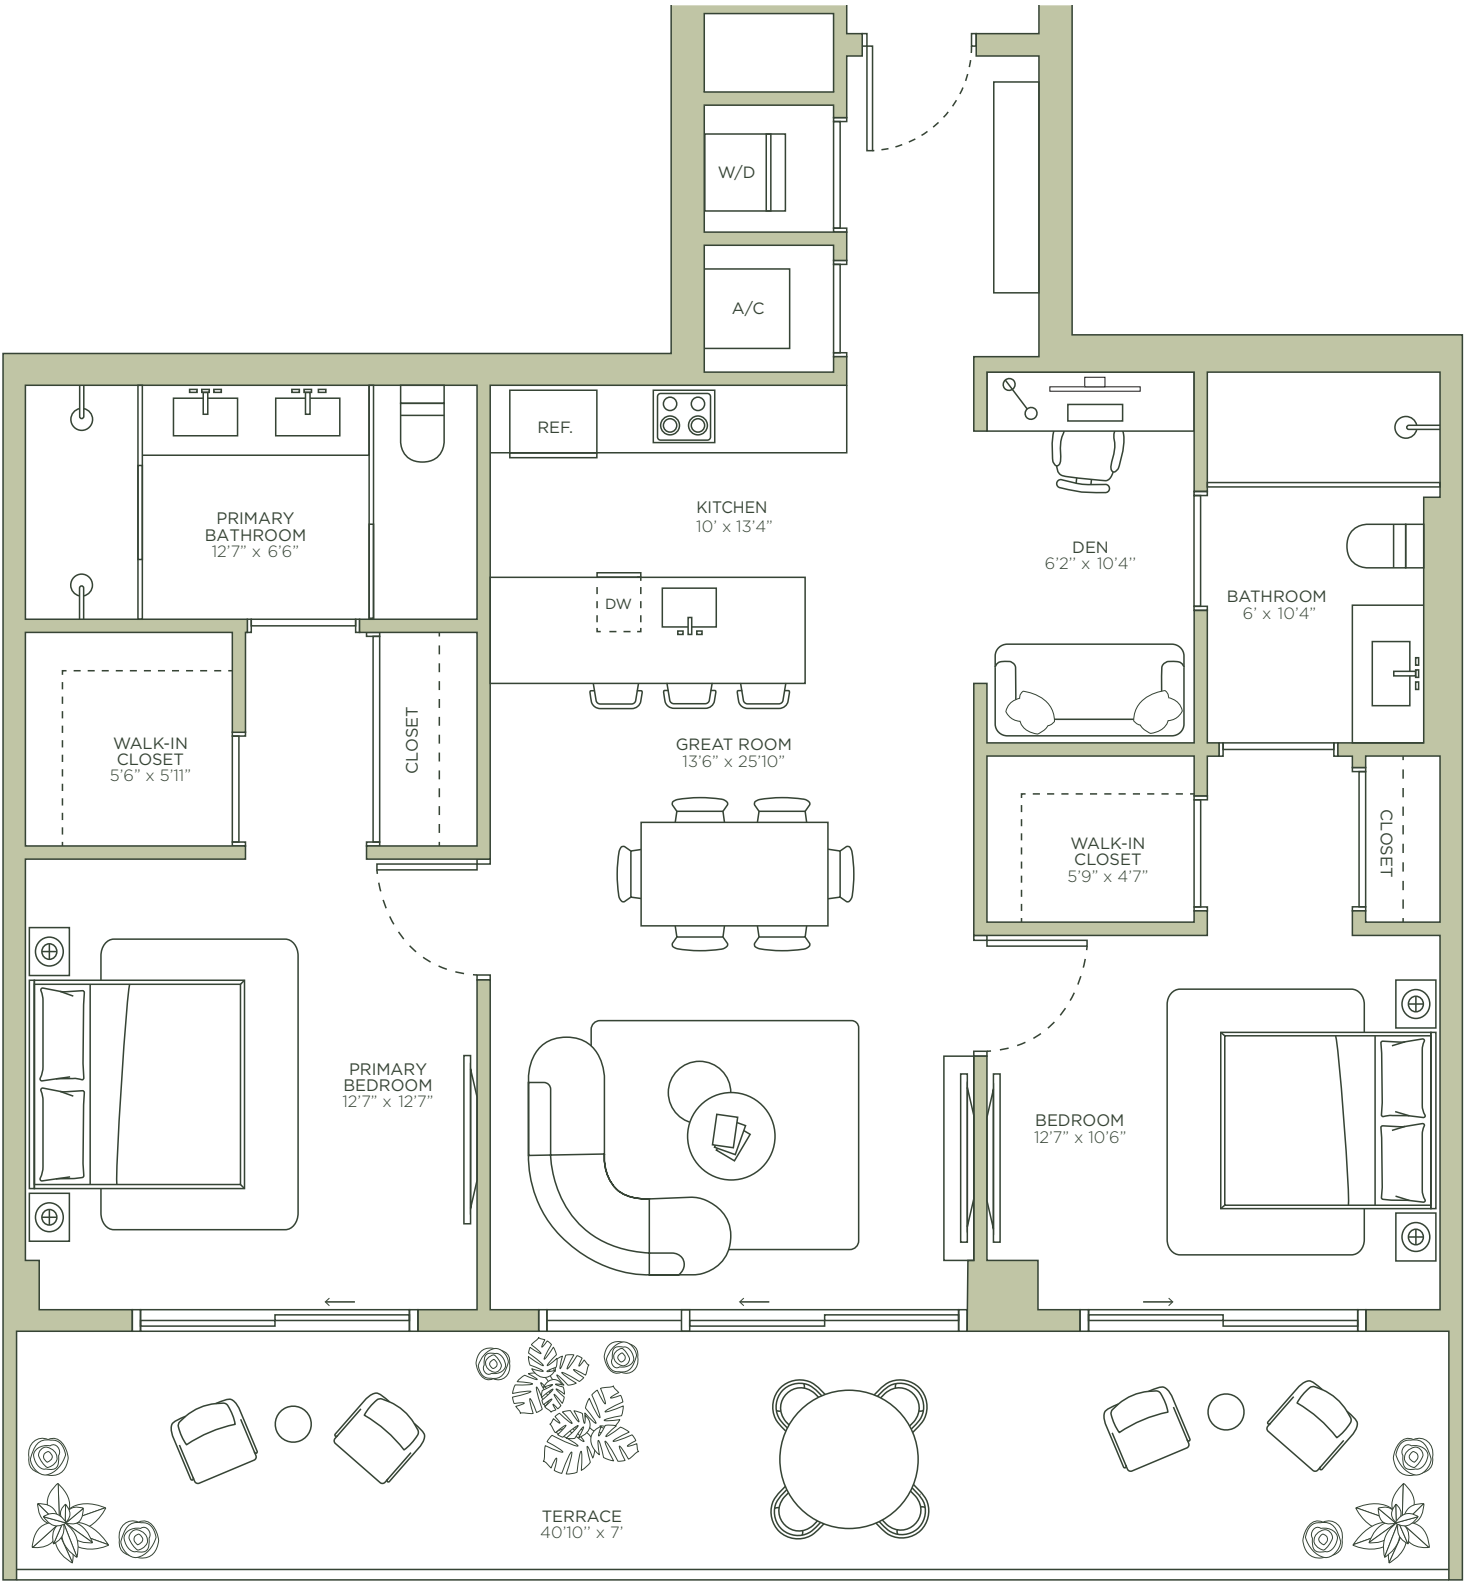 W/D
A/C
REF.
KITCHEN
10’ x 13’4”
PRIMARY
BATHROOM
12’7” x 6’6”
DEN
6’2’’ x 10’4’’
BATHROOM
6’ x 10’4”
DW
WALK-IN
CLOSET
5’6” x 5’11”
CLOSET
GREAT ROOM
13’6” x 25’10”
WALK-IN
CLOSET
5’9” x 4’7”
CLOSET
PRIMARY
BEDROOM
12’7” x 12’7”
BEDROOM
12’7” x 10’6”
TERRACE
40’10’’ x 7’